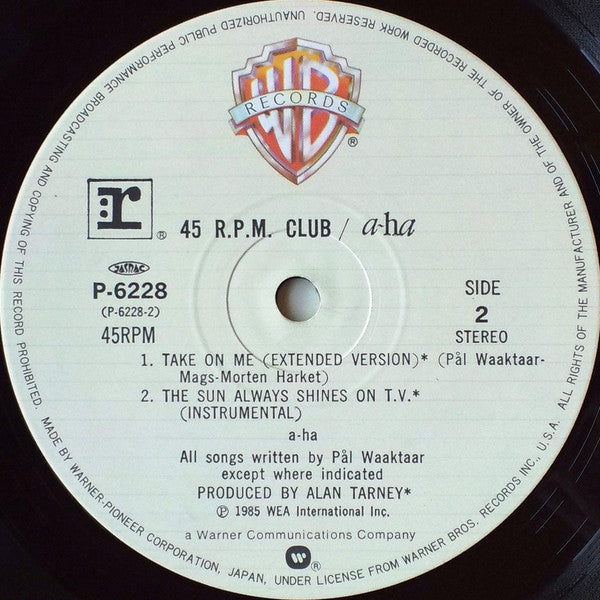 ALL RIGHTS OF THE MANUFACTURER AND OF THE OWNER OF THE RECORDED WORK RESERVED. UNAUTHORIZED PUBLIC PERFORMANCE BROADCASTING AND COPYING OF THIS RECORD PROHIBITED.
WB
RECORDS
®
r®
45 R.P.M. CLUB / a-ha
JASRAC
P-6228
(P-6228-2)
45RPM
SIDE
2
STEREO
1. TAKE ON ME (EXTENDED VERSION)* (Pål Waaktaar-
Mags-Morten Harket)
2. THE SUN ALWAYS SHINES ON T.V.*
(INSTRUMENTAL)
a-ha
All songs written by Pål Waaktaar
except where indicated
PRODUCED BY ALAN TARNEY*
Ⓟ 1985 WEA International Inc.
a Warner Communications Company
W®
MADE BY WARNER-PIONEER CORPORATION, JAPAN, UNDER LICENSE FROM WARNER BROS. RECORDS INC., U.S.A.